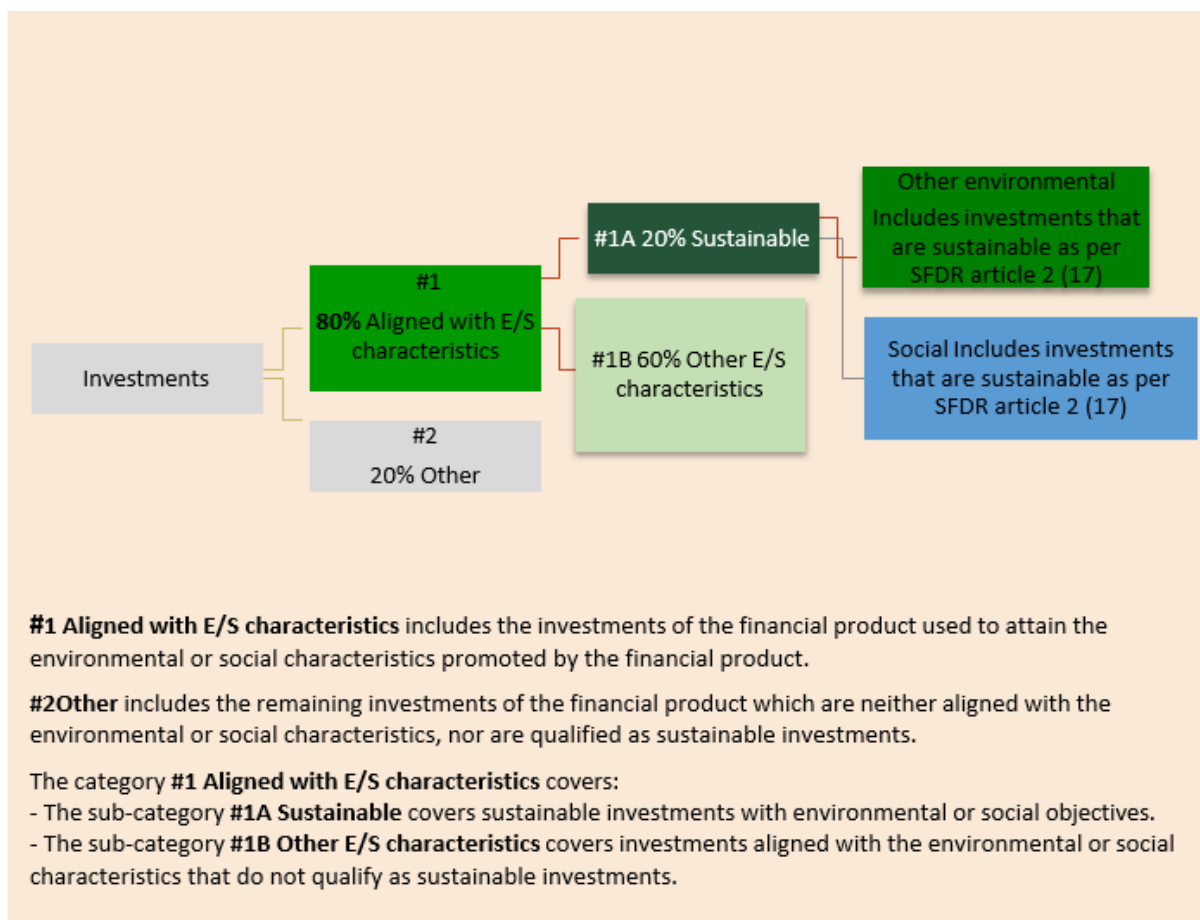 Investments
#1
80% Aligned with E/S
characteristics
#2
20% Other
#1A 20% Sustainable
#1B 60% Other E/S
characteristics
Other environmental
Includes investments that
are sustainable as per
SFDR article 2 (17)
Social Includes investments
that are sustainable as per
SFDR article 2 (17)
#1 Aligned with E/S characteristics includes the investments of the financial product used to attain the
environmental or social characteristics promoted by the financial product.
#2Other includes the remaining investments of the financial product which are neither aligned with the
environmental or social characteristics, nor are qualified as sustainable investments.
The category #1 Aligned with E/S characteristics covers:
- The sub-category #1A Sustainable covers sustainable investments with environmental or social objectives.
- The sub-category #1B Other E/S characteristics covers investments aligned with the environmental or social
characteristics that do not qualify as sustainable investments.